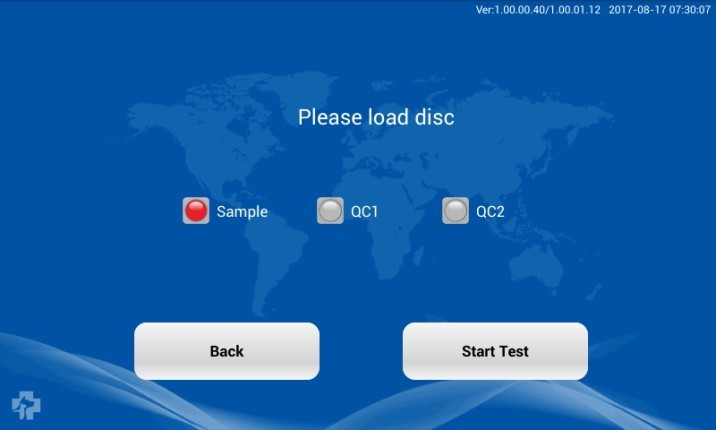 Ver:1.00.00.40/1.00.01.12 2017-08-17 07:30:07
Please load disc
Sample QC1 QC2
Back Start Test